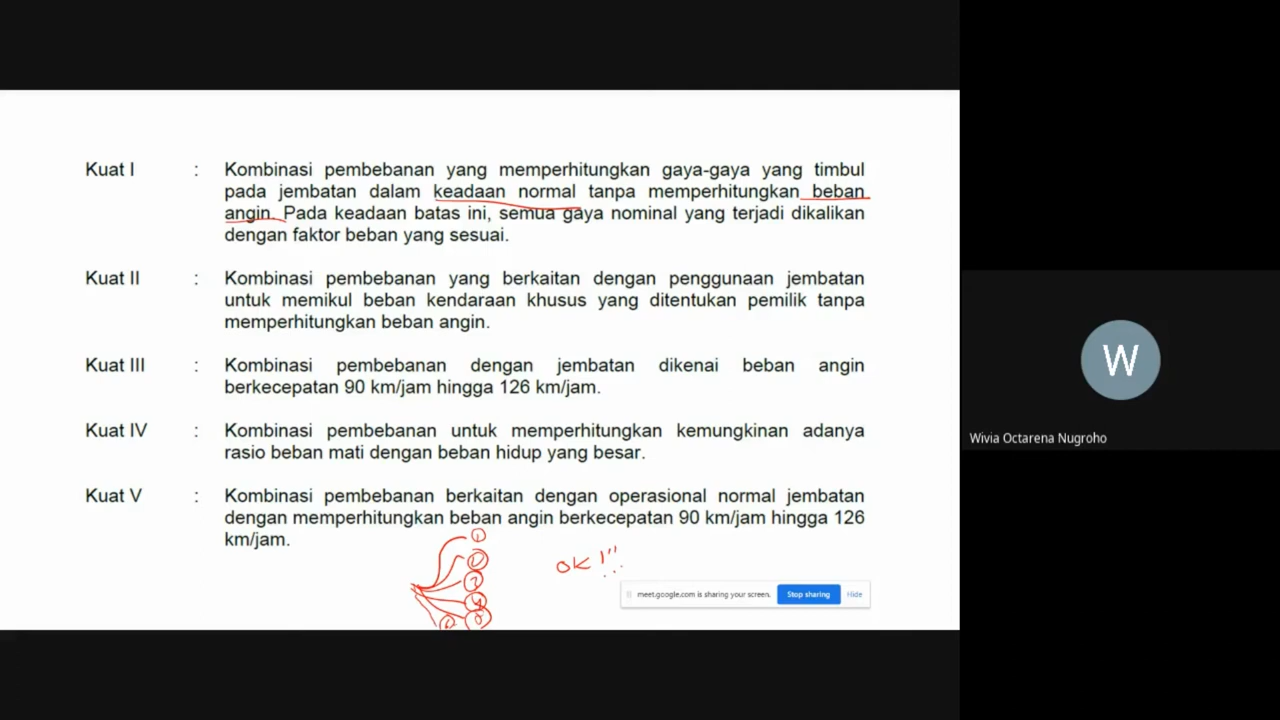 Kuat I : Kombinasi pembebanan yang memperhitungkan gaya-gaya yang timbul
pada jembatan dalam keadaan normal tanpa memperhitungkan beban
angin. Pada keadaan batas ini, semua gaya nominal yang terjadi dikalikan
dengan faktor beban yang sesuai.
Kuat II : Kombinasi pembebanan yang berkaitan dengan penggunaan jembatan
untuk memikul beban kendaraan khusus yang ditentukan pemilik tanpa
memperhitungkan beban angin.
Kuat III : Kombinasi pembebanan dengan jembatan dikenai beban angin
berkecepatan 90 km/jam hingga 126 km/jam.
Kuat IV : Kombinasi pembebanan untuk memperhitungkan kemungkinan adanya
rasio beban mati dengan beban hidup yang besar.
Kuat V : Kombinasi pembebanan berkaitan dengan operasional normal jembatan
dengan memperhitungkan beban angin berkecepatan 90 km/jam hingga 126
km/jam.
1
3
4
OK !
meet.google.com is sharing your screen. Stop sharing Hide
W
Wivia Octarena Nugroho